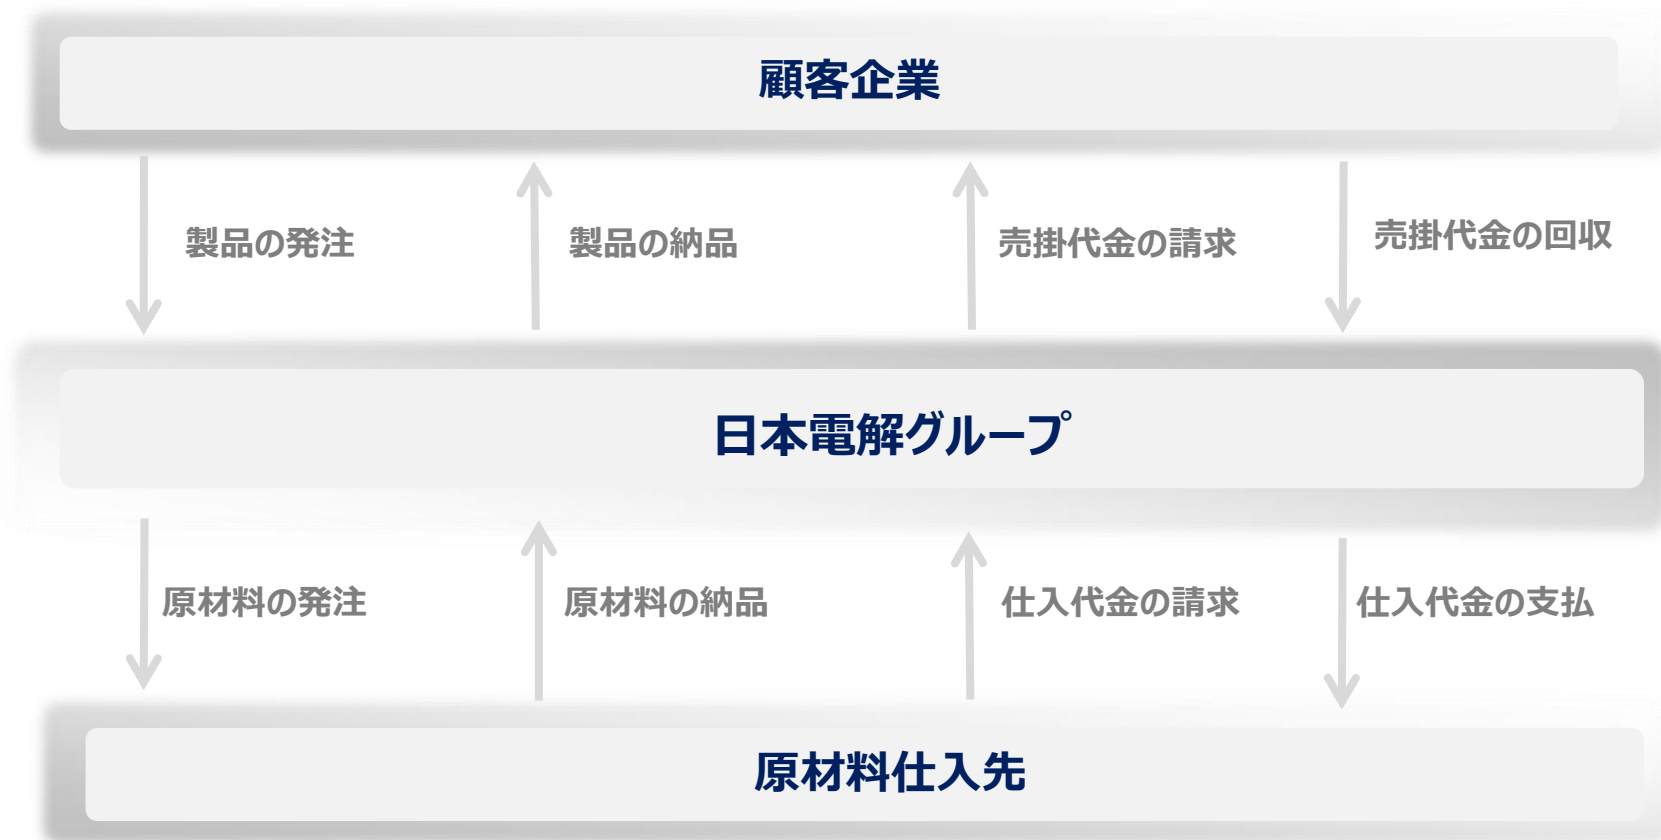 顧客企業
製品の発注
製品の納品
売掛代金の請求
売掛代金の回収
日本電解グループ
原材料の発注
原材料の納品
仕入代金の請求
仕入代金の支払
原材料仕入先